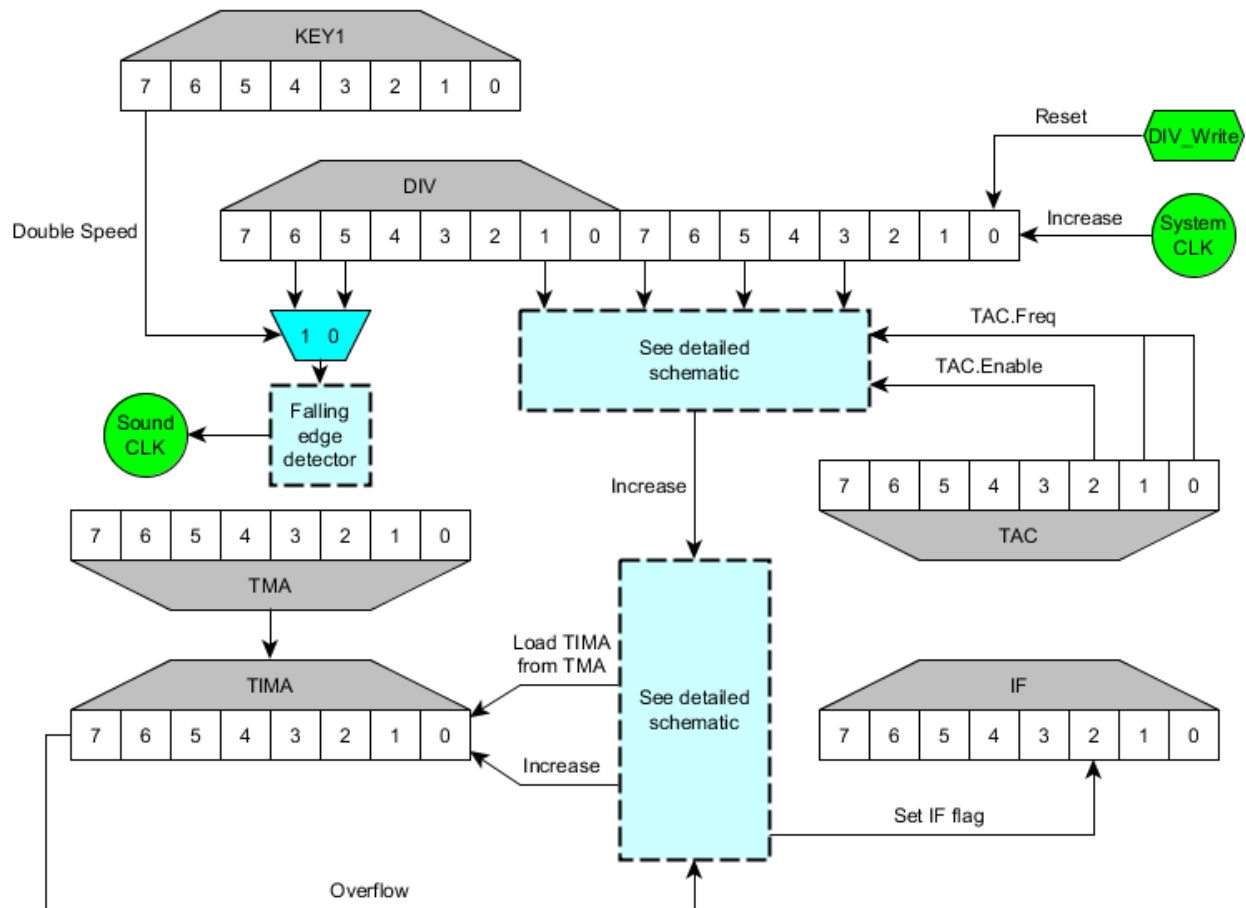 KEY1
7 6 5 4 3 2 1 0
Reset
DIV_Write
DIV
Double Speed
7 6 5 4 3 2 1 0 7 6 5 4 3 2 1 0
Increase
System
CLK
1 0
See detailed
schematic
TAC.Freq
TAC.Enable
Sound
CLK
Falling
edge
detector
Increase
7 6 5 4 3 2 1 0
TAC
7 6 5 4 3 2 1 0
TMA
Load TIMA
from TMA
TIMA
7 6 5 4 3 2 1 0
Increase
See detailed
schematic
IF
7 6 5 4 3 2 1 0
Set IF flag
Overflow